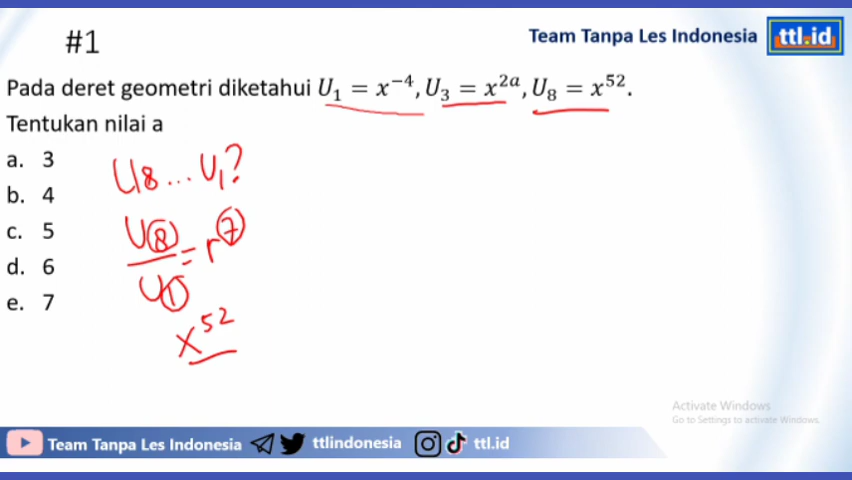 #1
Team Tanpa Les Indonesia
ttl.id
Pada deret geometri diketahui U₁ = x⁻⁴, U₃ = x²ᵃ, U₈ = x⁵².
Tentukan nilai a
a. 3
b. 4
c. 5
d. 6
e. 7
U8 ... U₁?
U8
= r⁷
U1
x⁵²
Activate Windows
Go to Settings to activate Windows.
Team Tanpa Les Indonesia
ttlindonesia
ttl.id